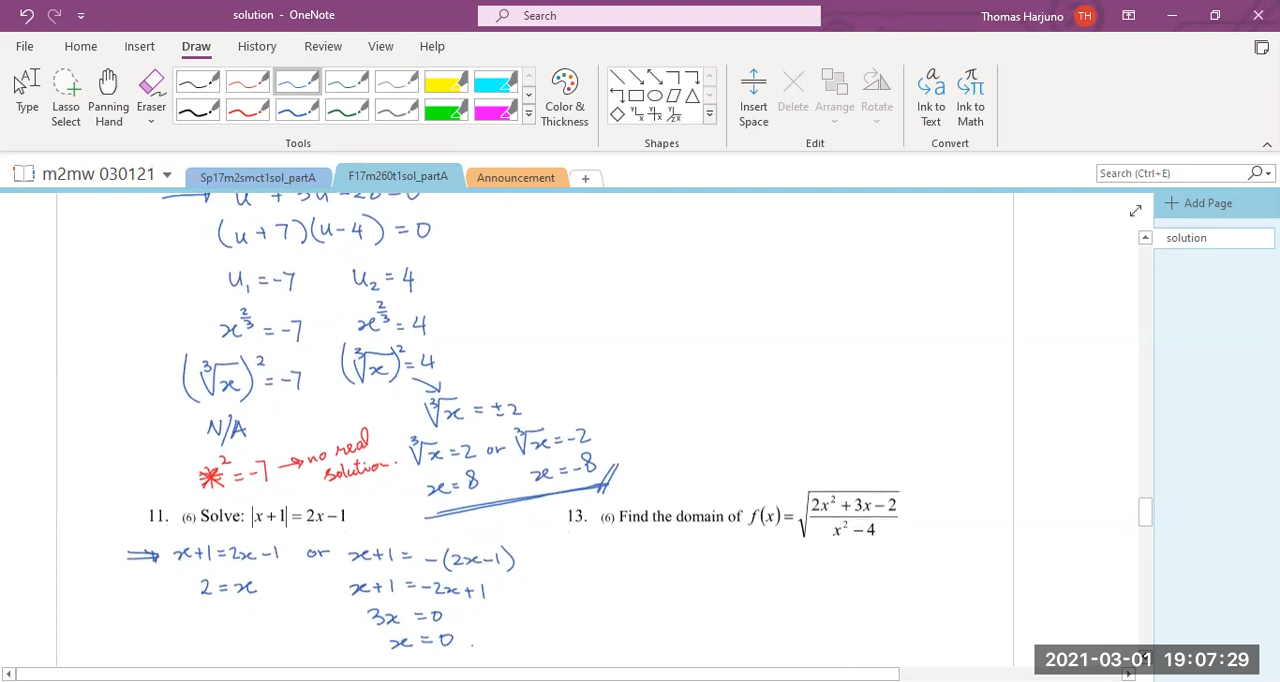 solution - OneNote
Search
Thomas Harjuno TH
File Home Insert Draw History Review View Help
Type
Lasso Select
Panning Hand
Eraser
Color & Thickness
Insert Space
Delete
Arrange
Rotate
Ink to Text
Ink to Math
Tools
Shapes
Edit
Convert
m2mw 030121
Sp17m2smct1sol_partA
F17m260t1sol_partA
Announcement
Search (Ctrl+E)
Add Page
solution
(u+7)(u-4) = 0
u₁ = -7 u₂ = 4
x^{2/3} = -7 x^{2/3} = 4
(∛x)² = -7 (∛x)² = 4
∛x = ±2
N/A
∛x = 2 or ∛x = -2
² = -7 → no real solution.
x = 8 x = -8
11. (6) Solve: |x+1| = 2x-1
⇒ x+1 = 2x-1 or x+1 = -(2x-1)
2 = x x+1 = -2x+1
3x = 0
x = 0
13. (6) Find the domain of f(x) = √((2x² + 3x - 2)/(x² - 4))
2021-03-01 19:07:29